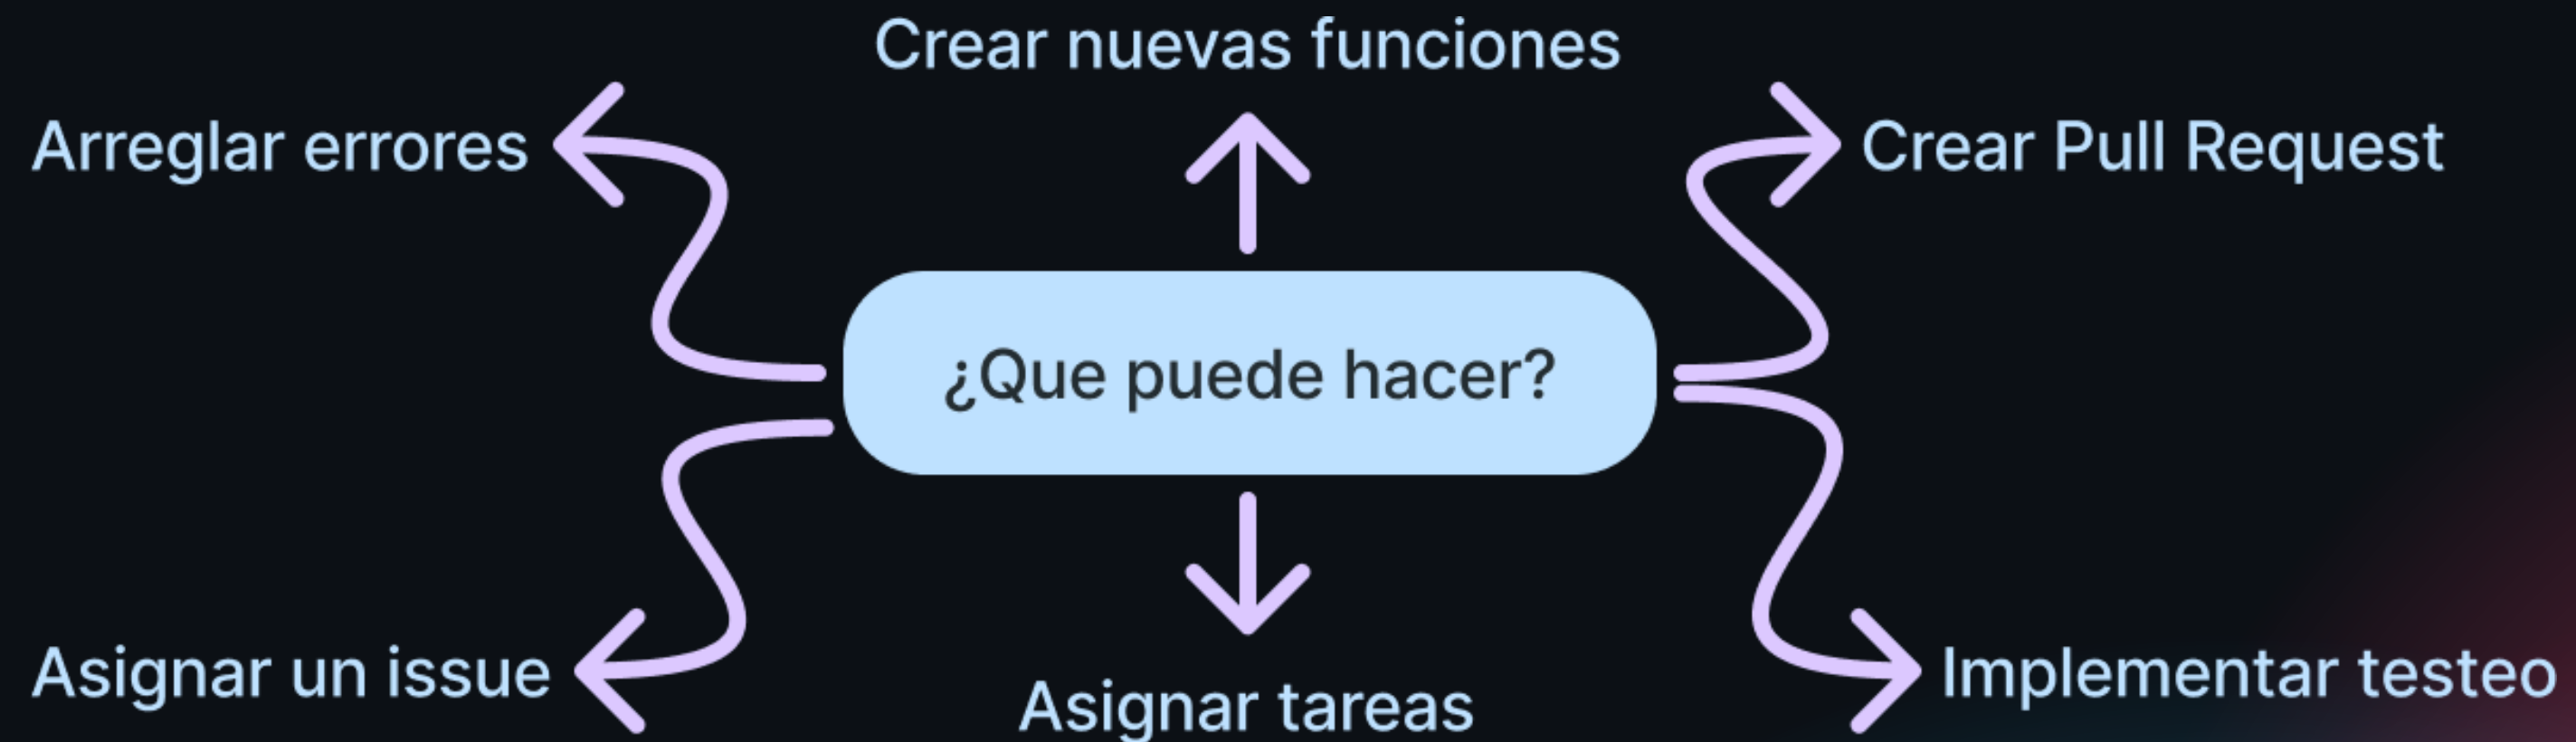 Crear nuevas funciones
Arreglar errores
Crear Pull Request
¿Que puede hacer?
Asignar un issue
Implementar testeo
Asignar tareas